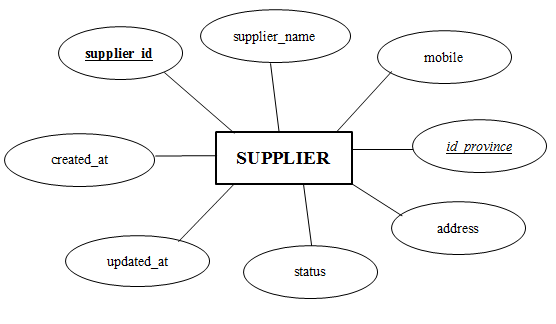 supplier_name
supplier_id
mobile
SUPPLIER
id_province
created_at
address
updated_at
status